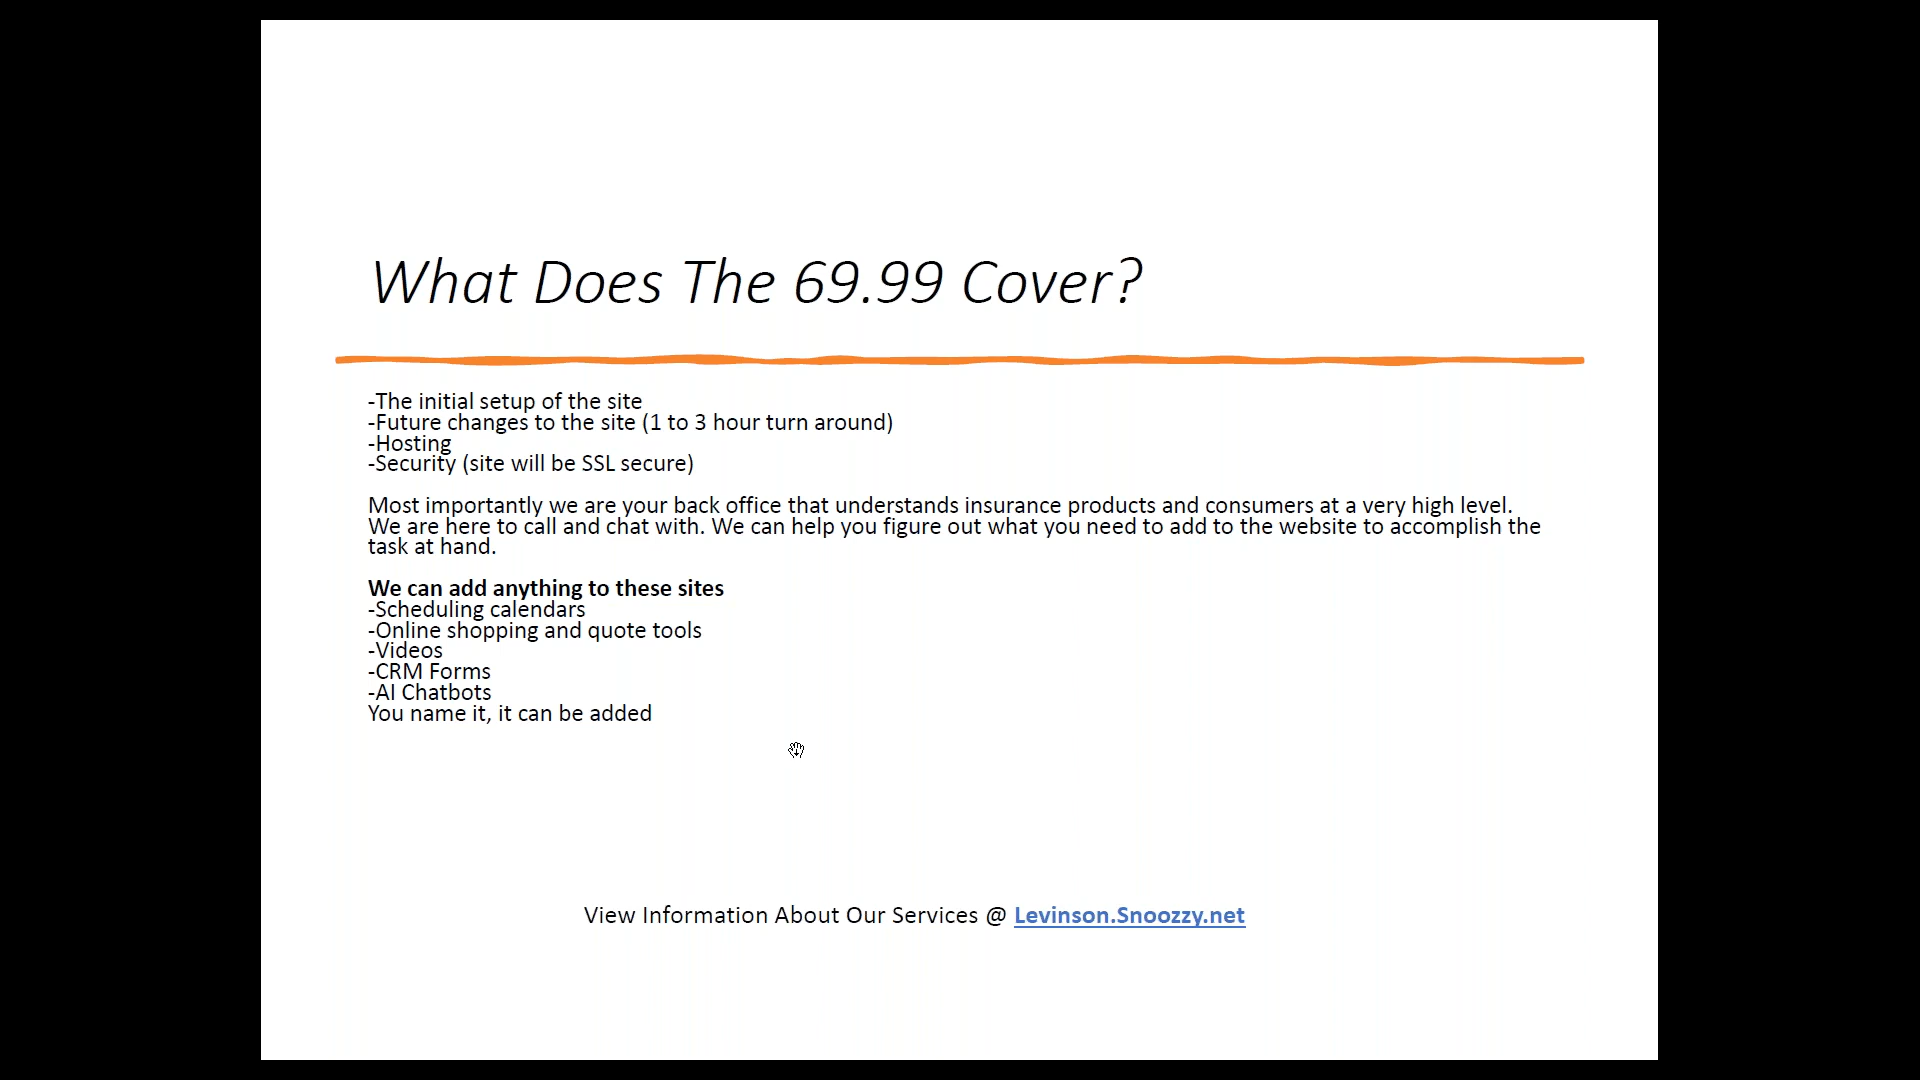 What Does The 69.99 Cover?
-The initial setup of the site
-Future changes to the site (1 to 3 hour turn around)
-Hosting
-Security (site will be SSL secure)
Most importantly we are your back office that understands insurance products and consumers at a very high level.
We are here to call and chat with. We can help you figure out what you need to add to the website to accomplish the
task at hand.
We can add anything to these sites
-Scheduling calendars
-Online shopping and quote tools
-Videos
-CRM Forms
-AI Chatbots
You name it, it can be added
View Information About Our Services @ Levinson.Snoozzy.net